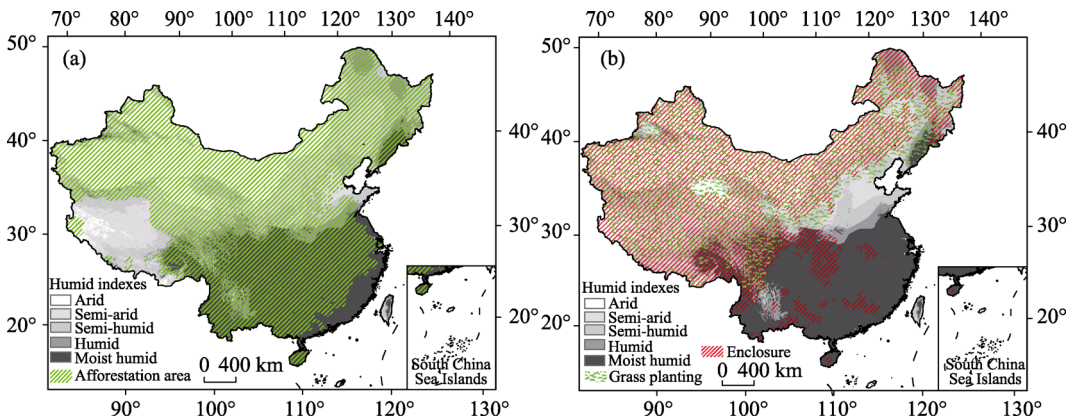 70° 80° 90° 100° 110° 120° 130° 140°
50°
(a)
40°
40°
30°
30°
20°
20°
Humid indexes
Arid
Semi-arid
Semi-humid
Humid
Moist humid
Afforestation area
0 400 km
South China
Sea Islands
90° 100° 110° 120° 130°
70° 80° 90° 100° 110° 120° 130° 140°
50°
(b)
40°
40°
30°
30°
20°
20°
Humid indexes
Arid
Semi-arid
Semi-humid
Humid
Moist humid
Enclosure
Grass planting
0 400 km
South China
Sea Islands
90° 100° 110° 120° 130°